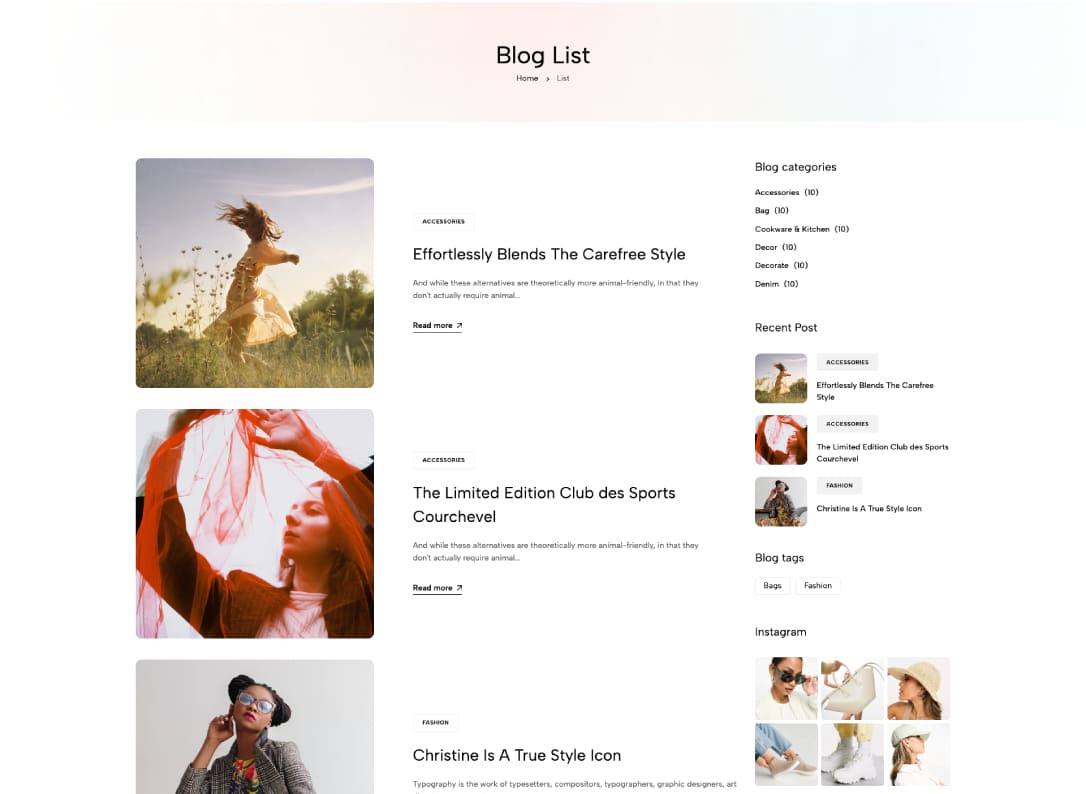 Blog List
Home > List
ACCESSORIES
Effortlessly Blends The Carefree Style
And while these alternatives are theoretically more animal-friendly, in that they
don't actually require animal...
Read more
ACCESSORIES
The Limited Edition Club des Sports
Courchevel
And while these alternatives are theoretically more animal-friendly, in that they
don't actually require animal...
Read more
FASHION
Christine Is A True Style Icon
Typography is the work of typesetters, compositors, typographers, graphic designers, art
Blog categories
Accessories (10)
Bag (10)
Cookware & Kitchen (10)
Decor (10)
Decorate (10)
Denim (10)
Recent Post
ACCESSORIES
Effortlessly Blends The Carefree
Style
ACCESSORIES
The Limited Edition Club des Sports
Courchevel
FASHION
Christine Is A True Style Icon
Blog tags
Bags
Fashion
Instagram